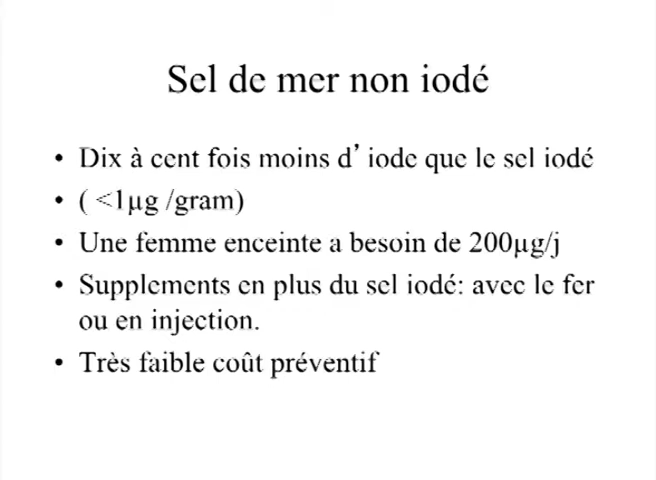 Sel de mer non iodé
• Dix à cent fois moins d’iode que le sel iodé
• ( <1µg /gram)
• Une femme enceinte a besoin de 200µg/j
• Supplements en plus du sel iodé: avec le fer
ou en injection.
• Très faible coût préventif